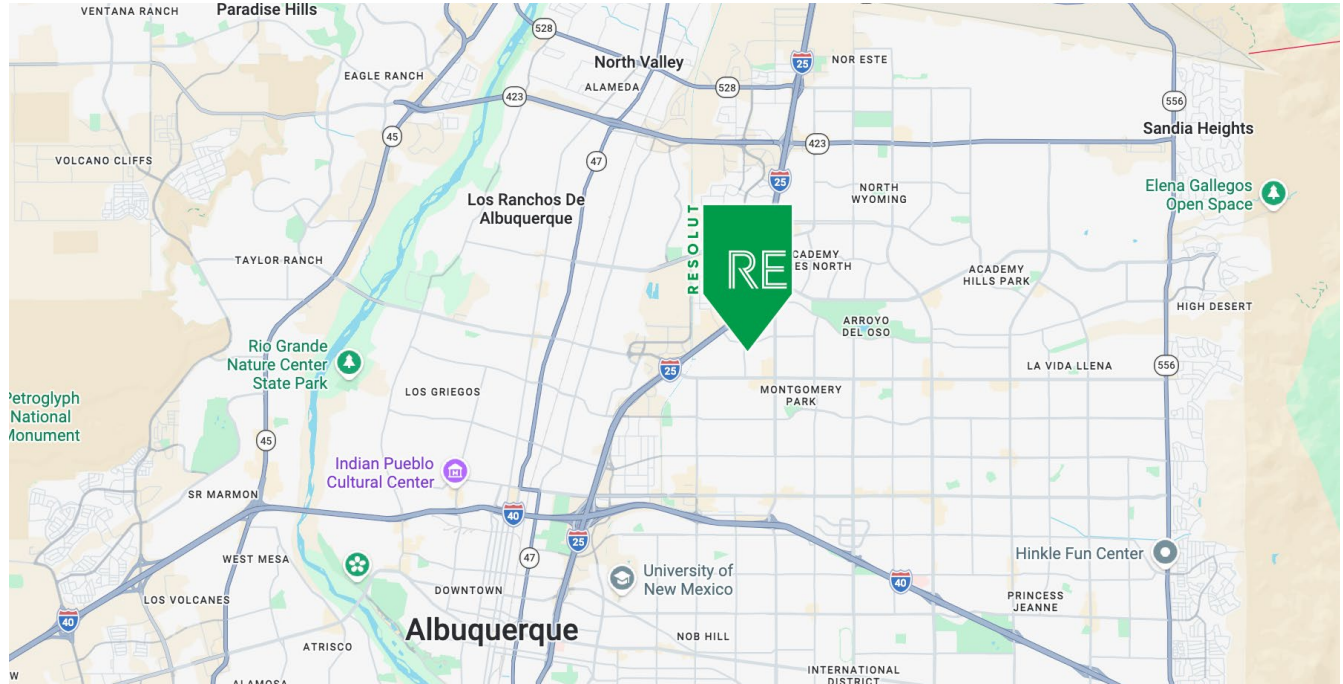 VENTANA RANCH
Paradise Hills
528
North Valley
25
NOR ESTE
EAGLE RANCH
ALAMEDA
528
423
556
45
Sandia Heights
423
VOLCANO CLIFFS
47
25
Elena Gallegos
Open Space
NORTH
WYOMING
Los Ranchos De
Albuquerque
RESOLUT
RE
CADEMY
ES NORTH
TAYLOR RANCH
ACADEMY
HILLS PARK
HIGH DESERT
ARROYO
DEL OSO
Rio Grande
Nature Center
State Park
25
LA VIDA LLENA
556
LOS GRIEGOS
MONTGOMERY
PARK
Petroglyph
National
Monument
45
Indian Pueblo
Cultural Center
SR MARMON
40
25
WEST MESA
47
Hinkle Fun Center
University of
New Mexico
40
DOWNTOWN
LOS VOLCANES
PRINCESS
JEANNE
40
Albuquerque
NOB HILL
ATRISCO
INTERNATIONAL
DISTRICT
W
ALAMOSA